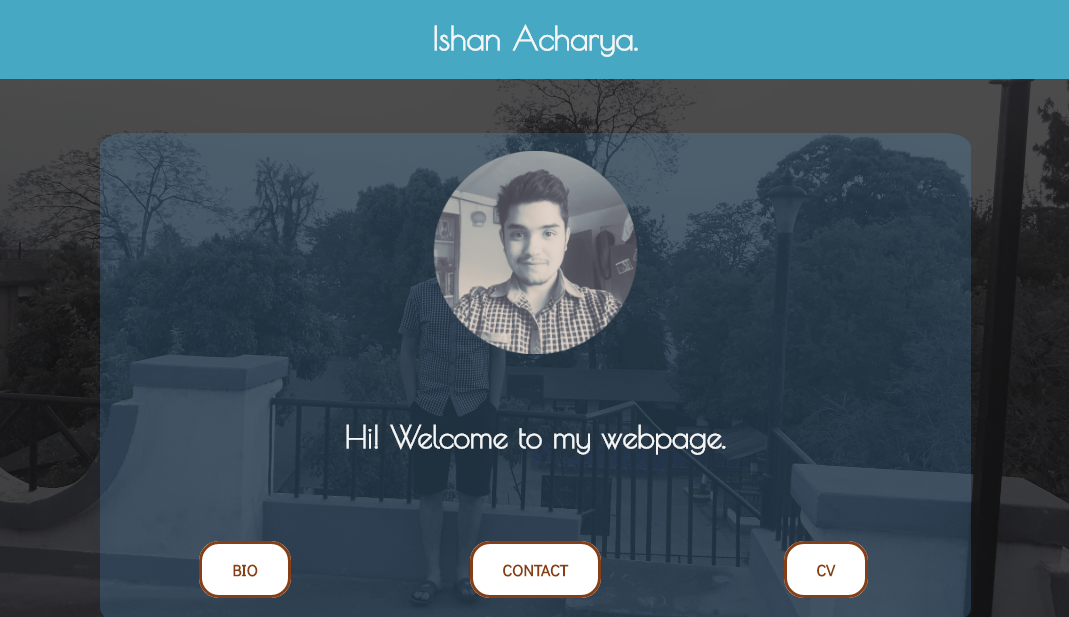 Ishan Acharya.
Hi! Welcome to my webpage.
BIO
CONTACT
CV